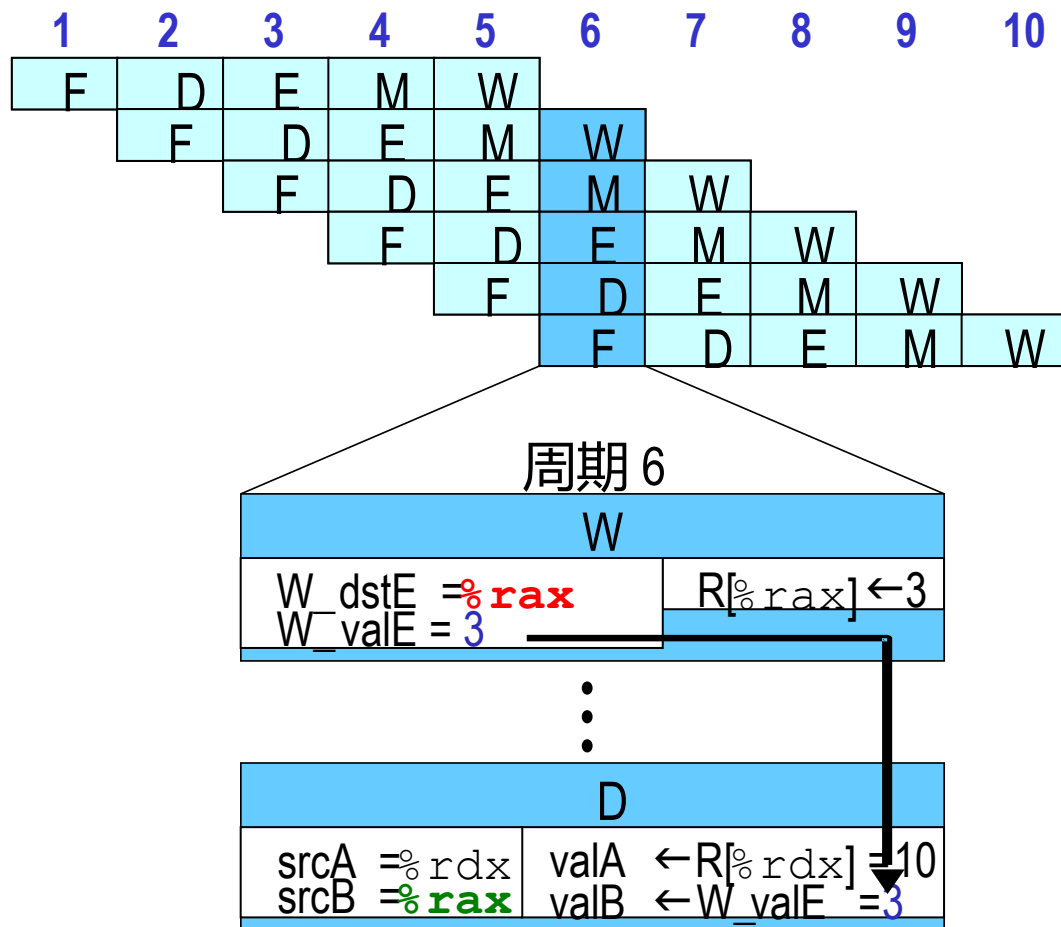 1 2 3 4 5 6 7 8 9 10
F D E M W
F D E M W
F D E M W
F D E M W
F D E M W
F D E M W
周期 6
W
W_dstE =%rax R[%rax]←3
W_valE = 3
D
srcA =%rdx valA ←R[%rdx] =10
srcB =%rax valB ←W_valE =3